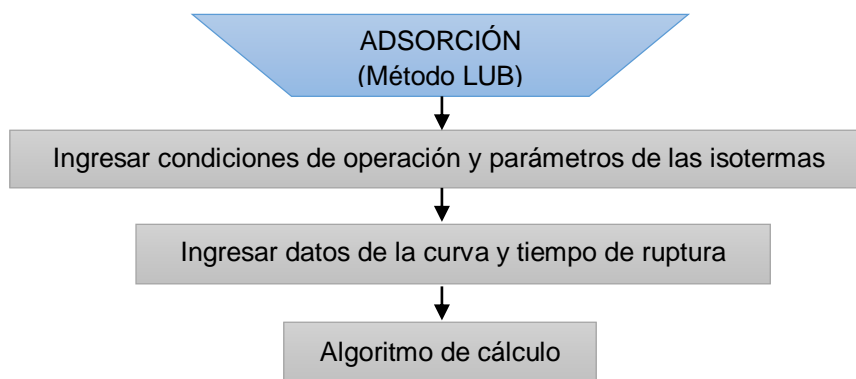 ADSORCIÓN
(Método LUB)
Ingresar condiciones de operación y parámetros de las isotermas
Ingresar datos de la curva y tiempo de ruptura
Algoritmo de cálculo